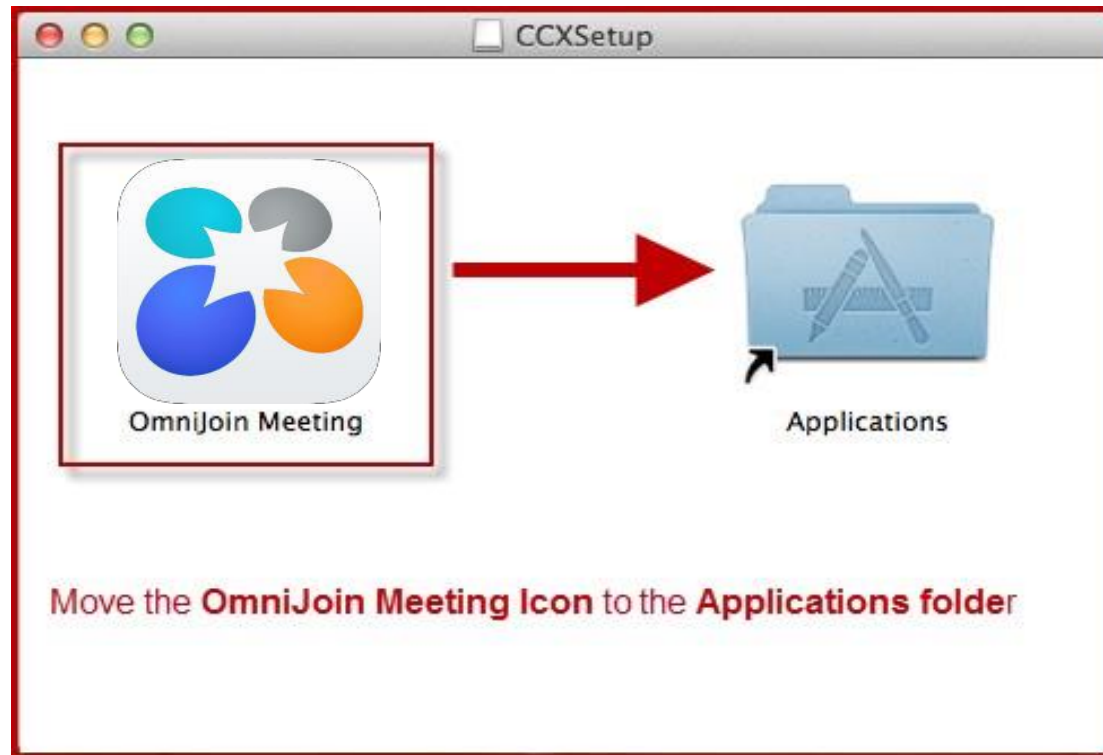 CCXSetup
OmniJoin Meeting
Applications
Move the OmniJoin Meeting Icon to the Applications folder